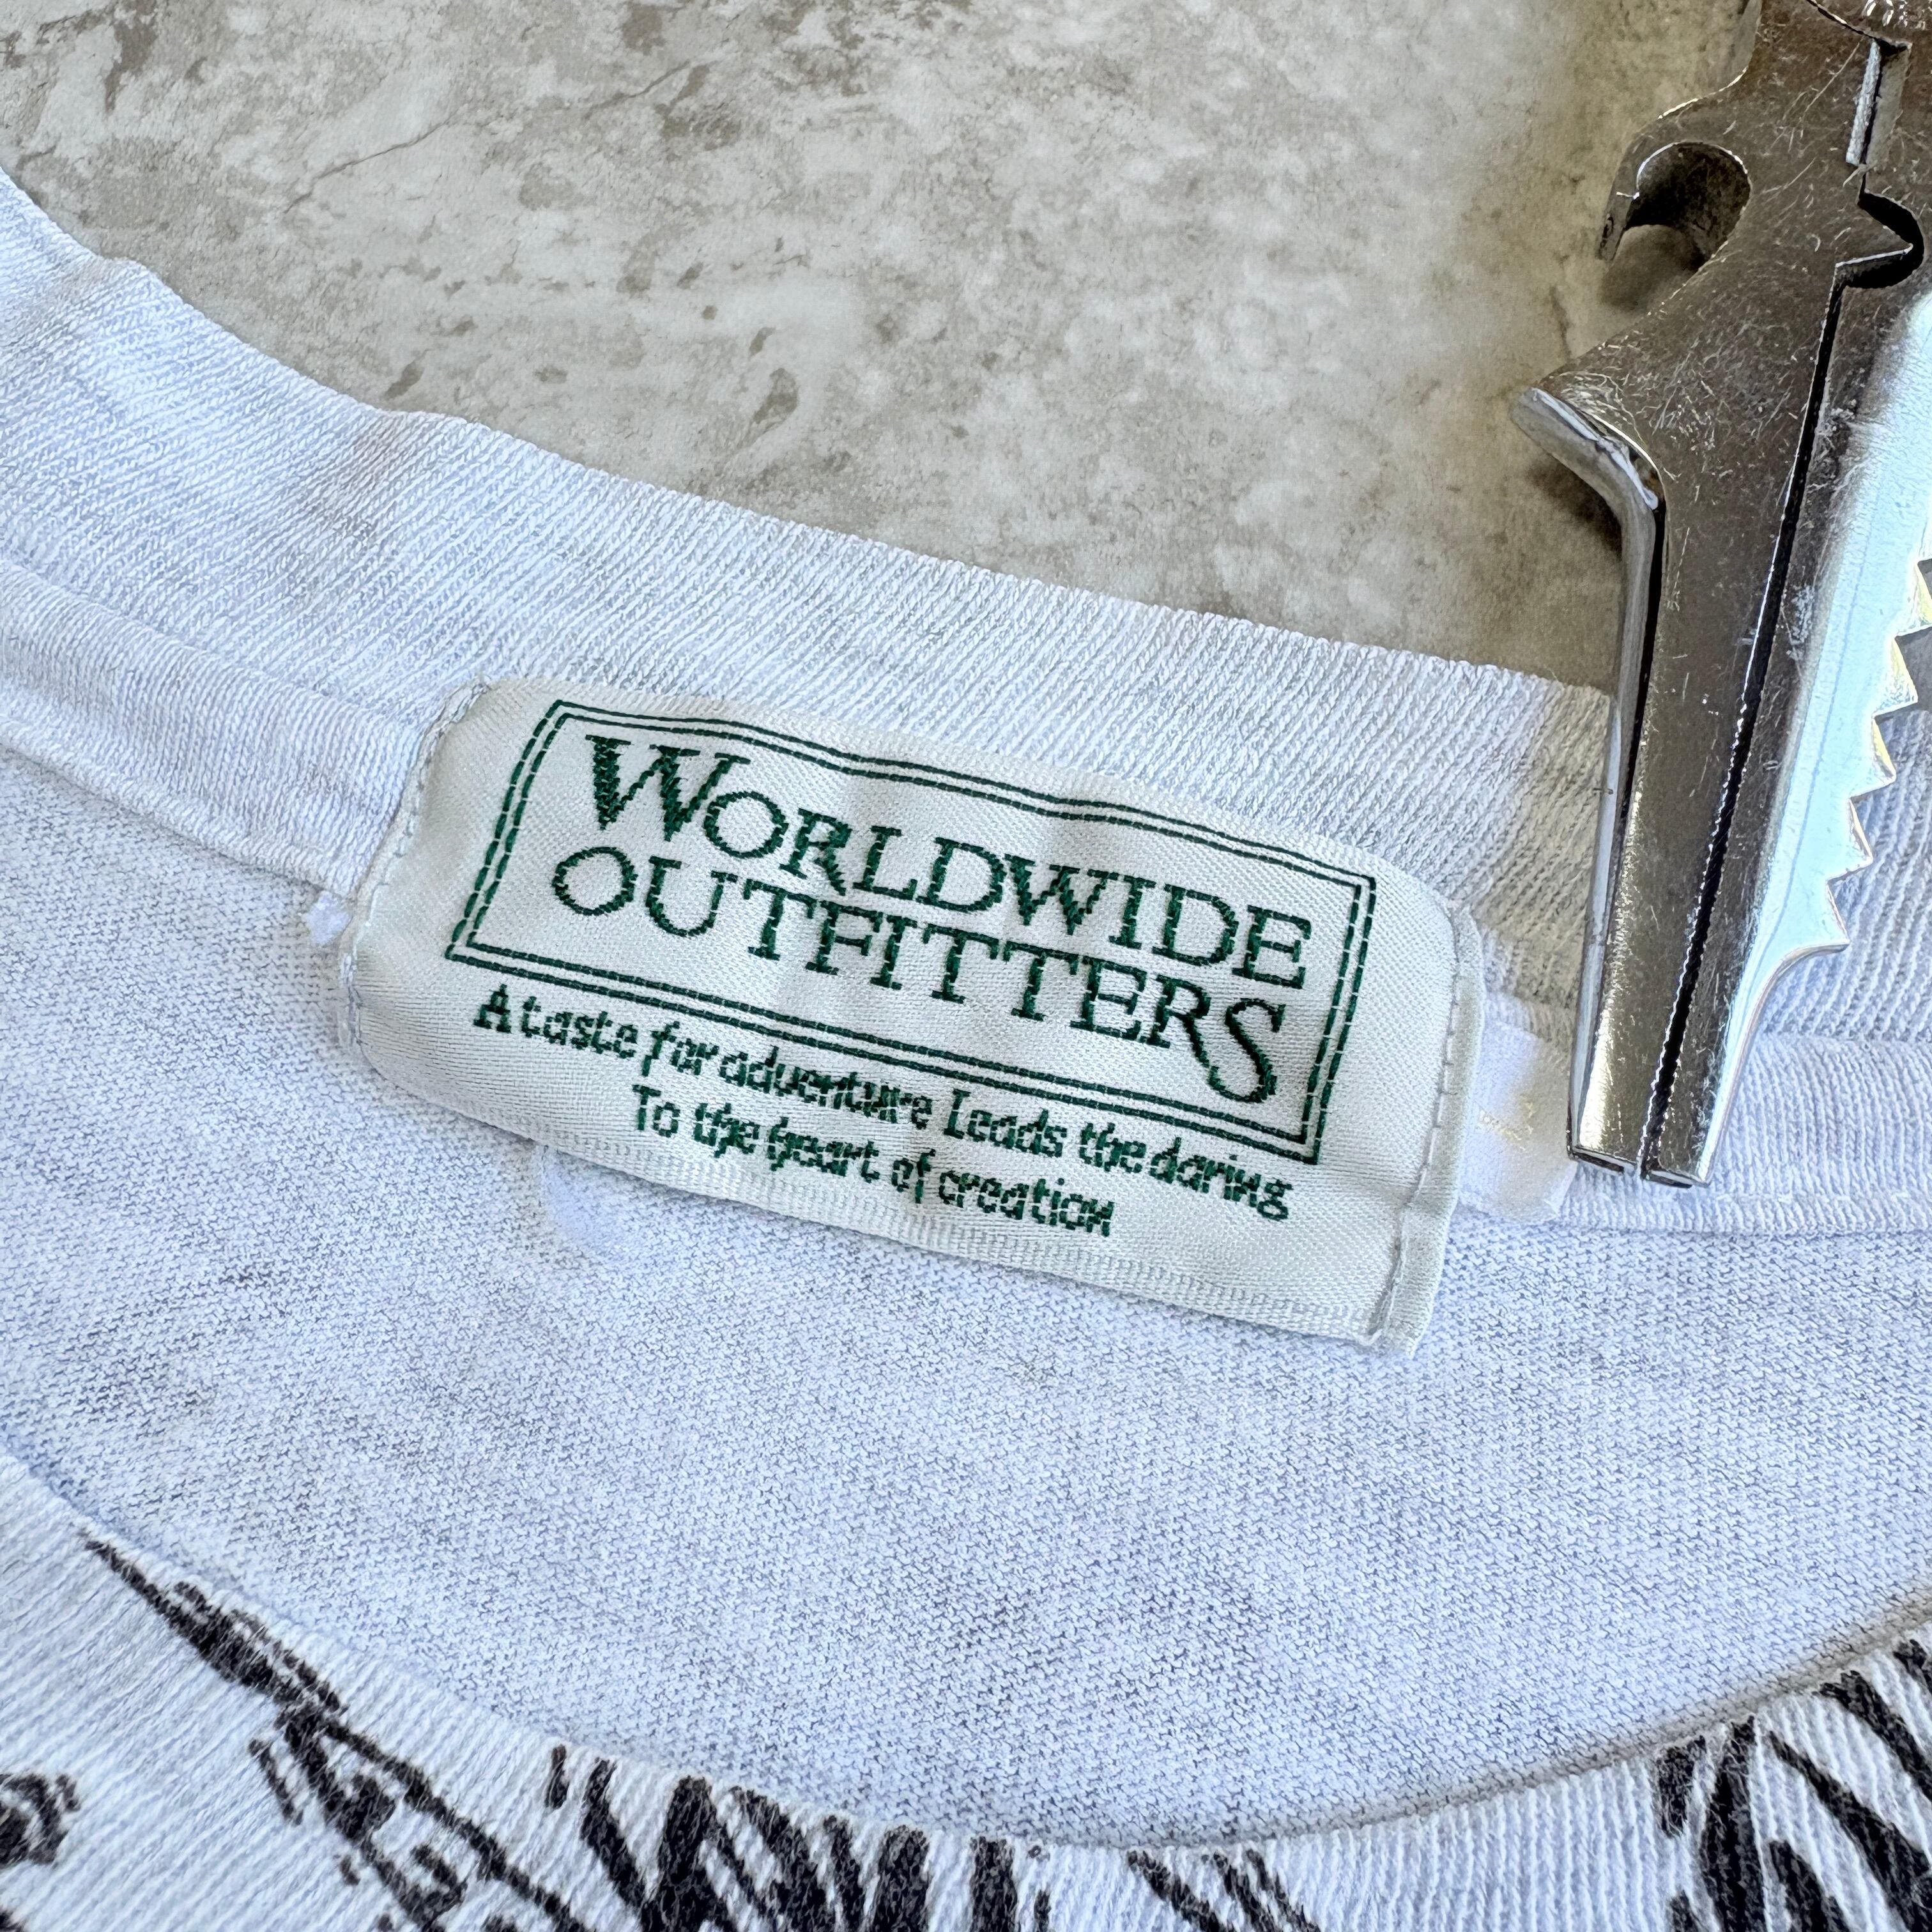 WORLDWIDE
OUTFITTERS
A taste for adventure Leads the daring
To the heart of creation